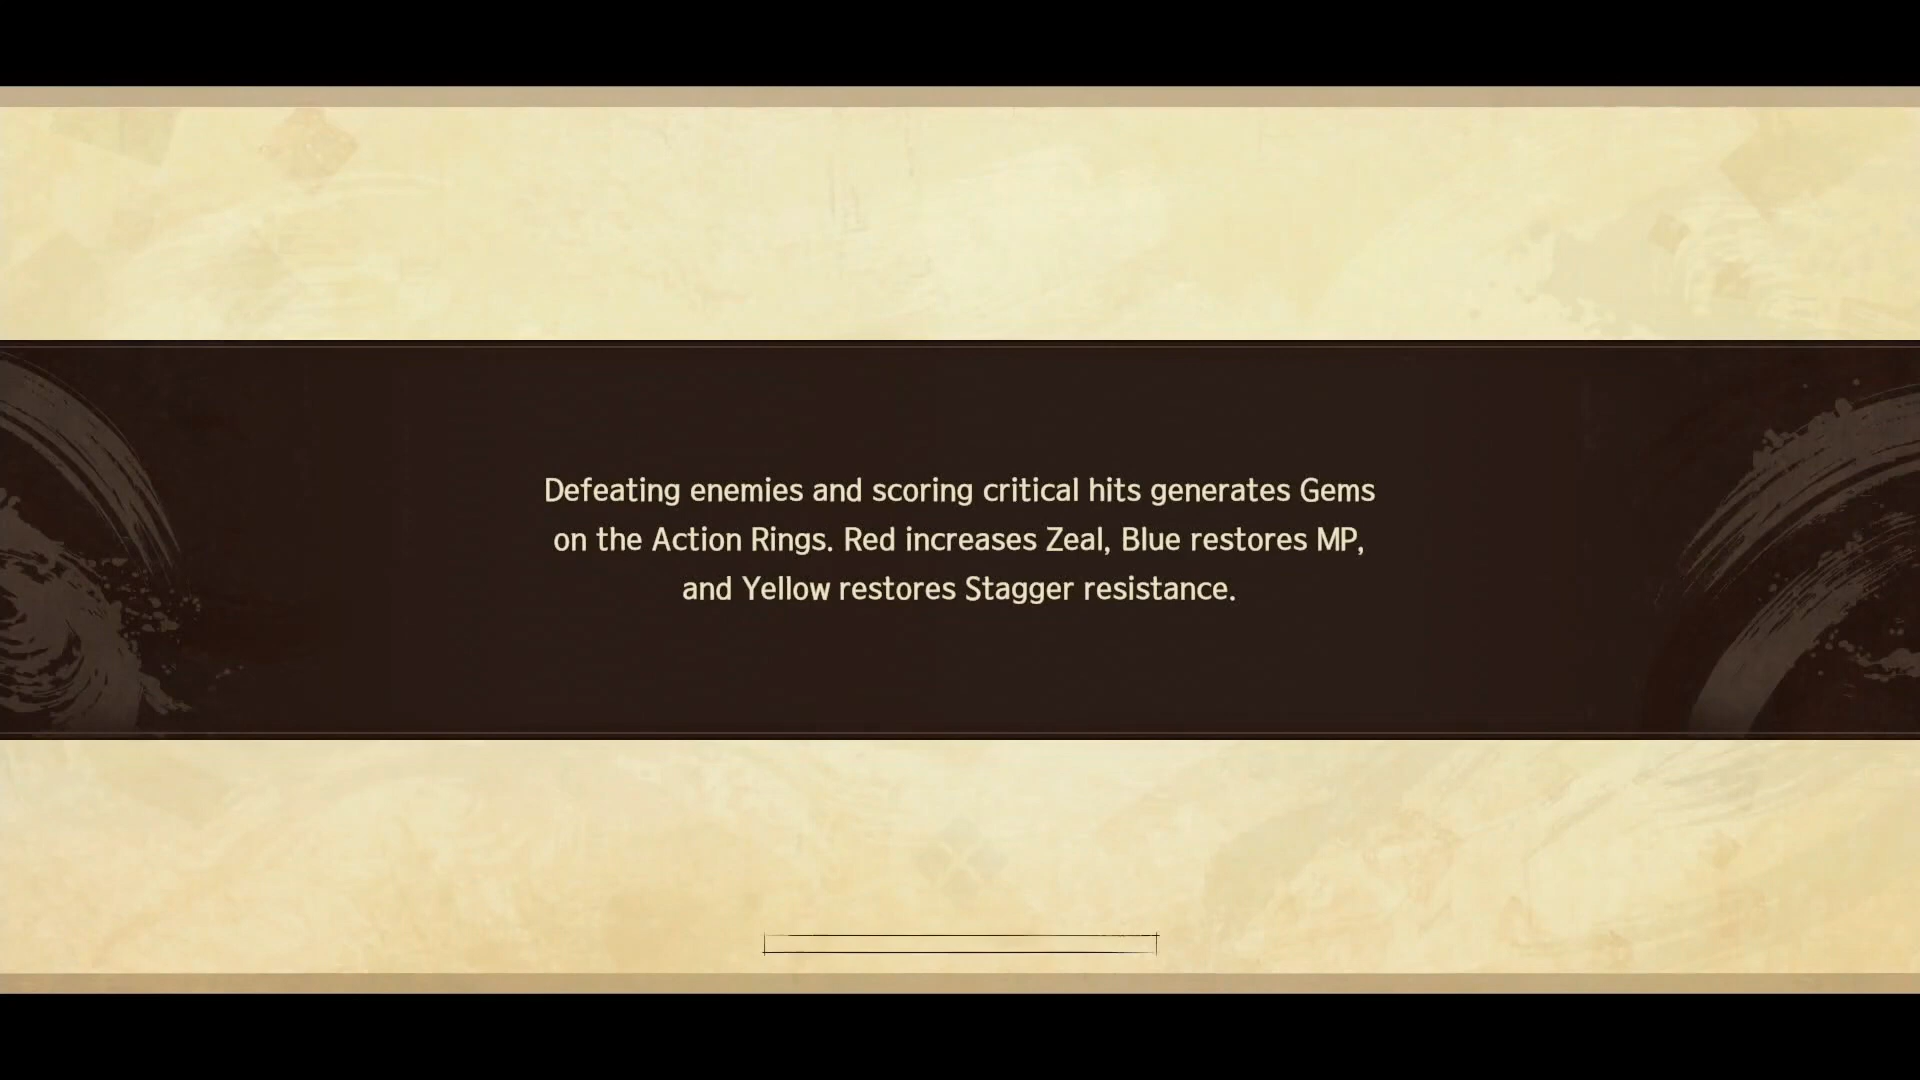 Defeating enemies and scoring critical hits generates Gems
on the Action Rings. Red increases Zeal, Blue restores MP,
and Yellow restores Stagger resistance.